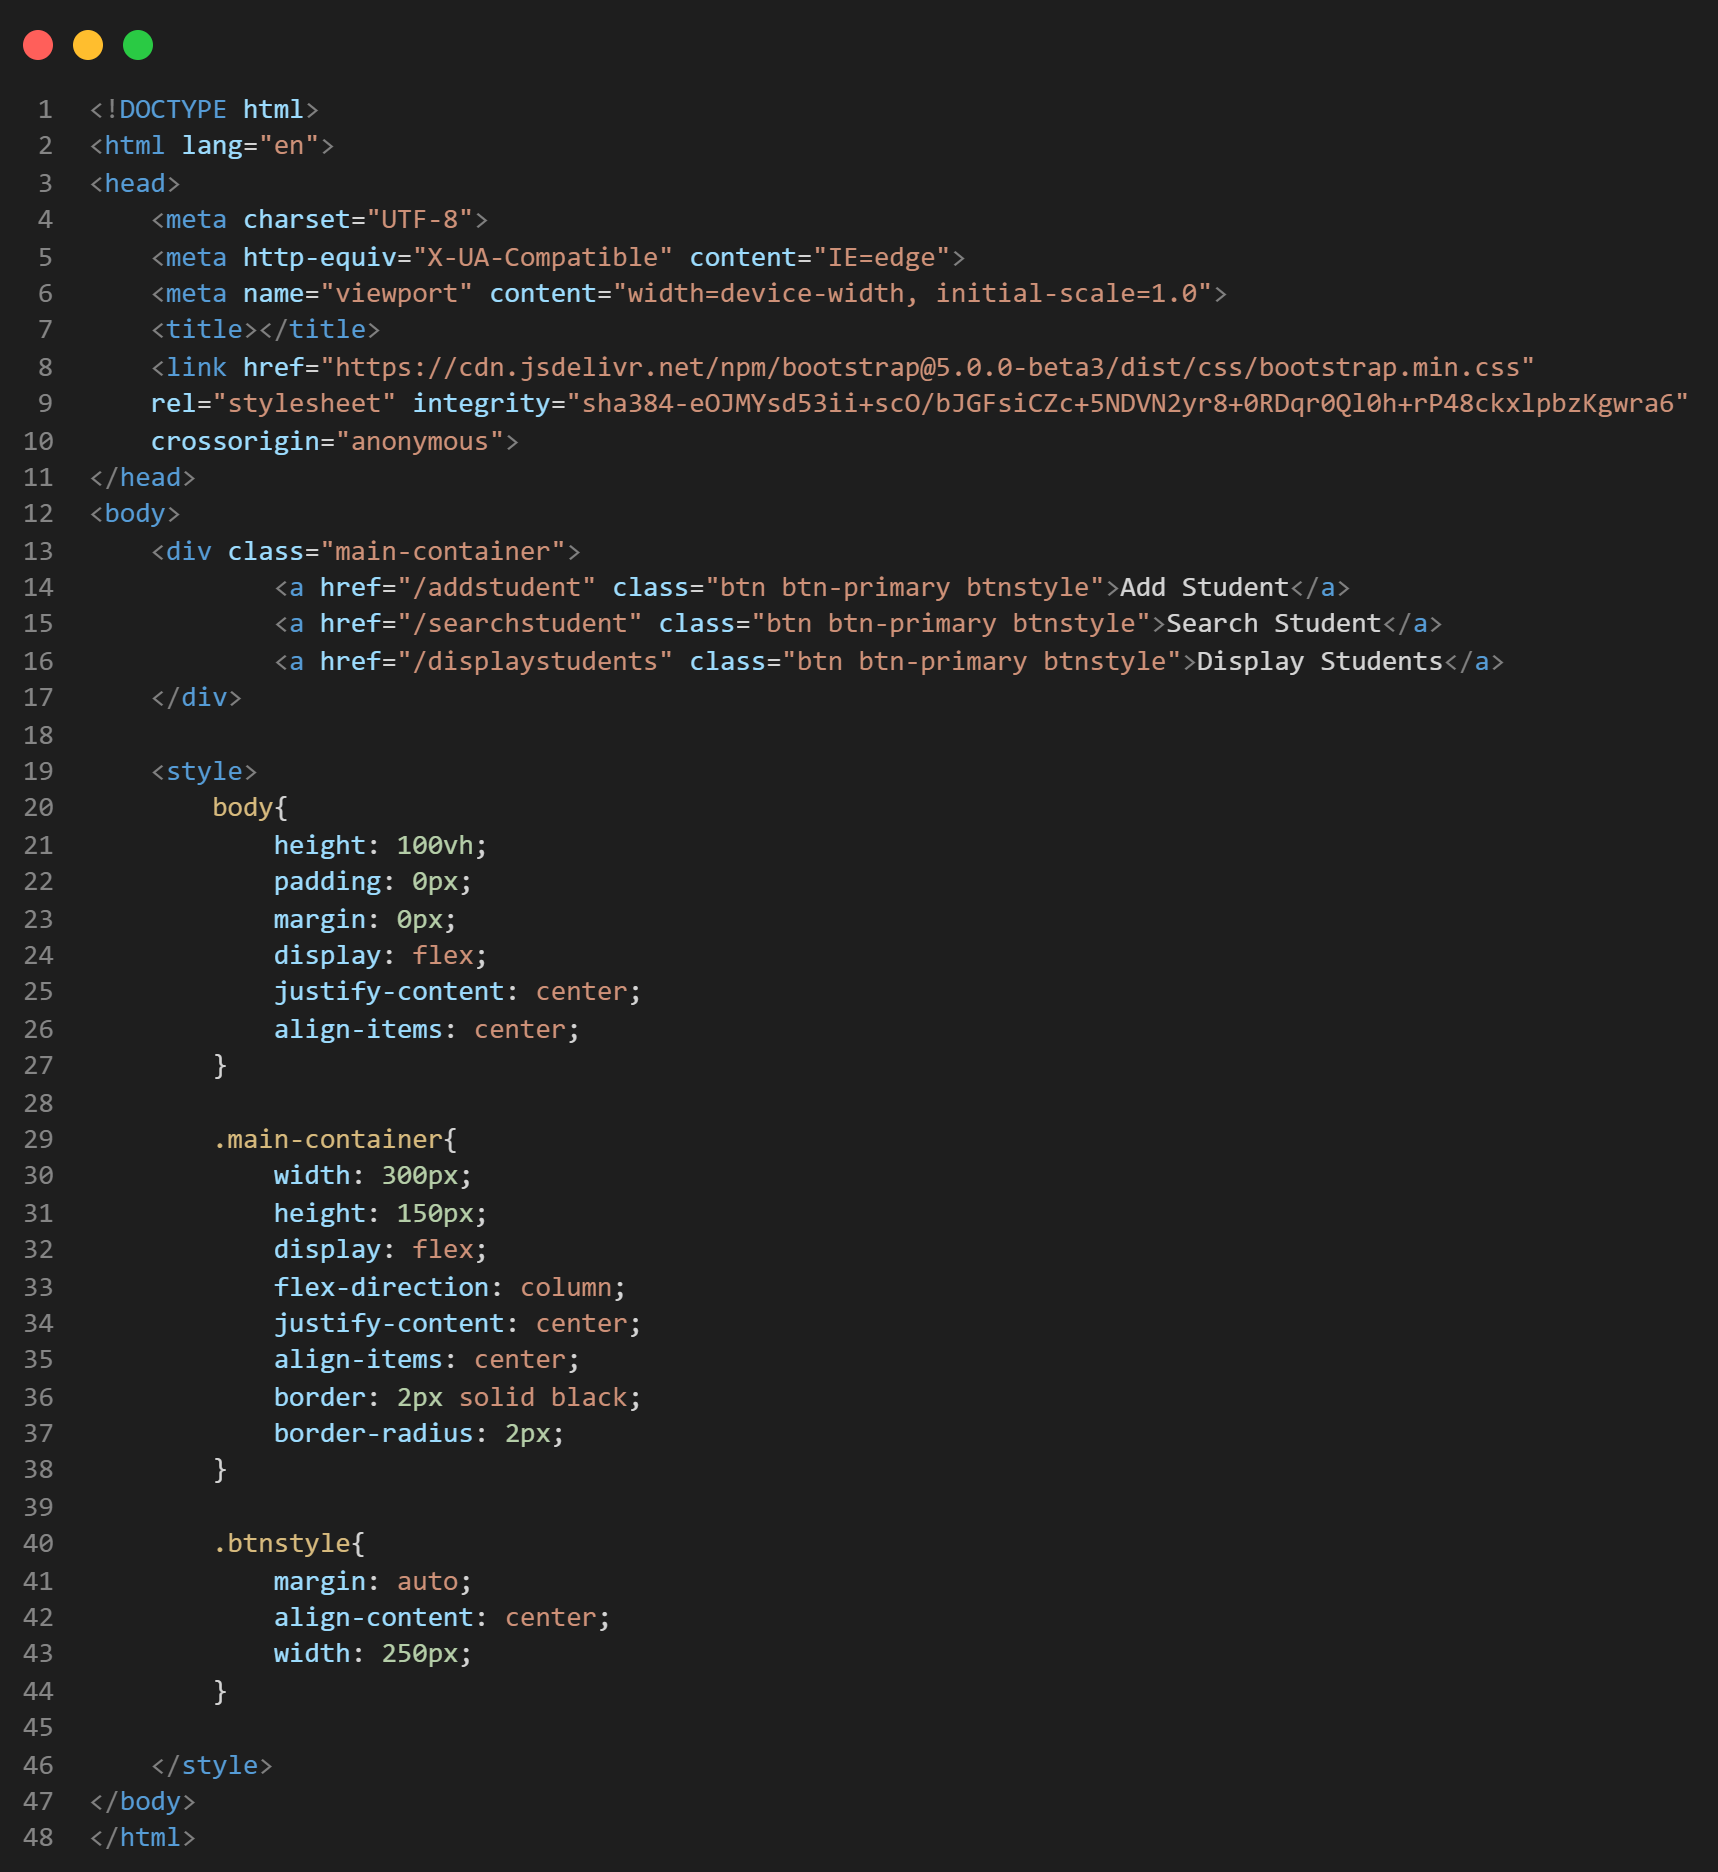 1 <!DOCTYPE html>
2 <html lang="en">
3 <head>
4     <meta charset="UTF-8">
5     <meta http-equiv="X-UA-Compatible" content="IE=edge">
6     <meta name="viewport" content="width=device-width, initial-scale=1.0">
7     <title></title>
8     <link href="https://cdn.jsdelivr.net/npm/bootstrap@5.0.0-beta3/dist/css/bootstrap.min.css"
9     rel="stylesheet" integrity="sha384-eOJMYsd53ii+scO/bJGFsiCZc+5NDVN2yr8+0RDqr0Ql0h+rP48ckxlpbzKgwra6"
10     crossorigin="anonymous">
11 </head>
12 <body>
13     <div class="main-container">
14             <a href="/addstudent" class="btn btn-primary btnstyle">Add Student</a>
15             <a href="/searchstudent" class="btn btn-primary btnstyle">Search Student</a>
16             <a href="/displaystudents" class="btn btn-primary btnstyle">Display Students</a>
17     </div>
18
19     <style>
20         body{
21             height: 100vh;
22             padding: 0px;
23             margin: 0px;
24             display: flex;
25             justify-content: center;
26             align-items: center;
27         }
28
29         .main-container{
30             width: 300px;
31             height: 150px;
32             display: flex;
33             flex-direction: column;
34             justify-content: center;
35             align-items: center;
36             border: 2px solid black;
37             border-radius: 2px;
38         }
39
40         .btnstyle{
41             margin: auto;
42             align-content: center;
43             width: 250px;
44         }
45
46     </style>
47 </body>
48 </html>